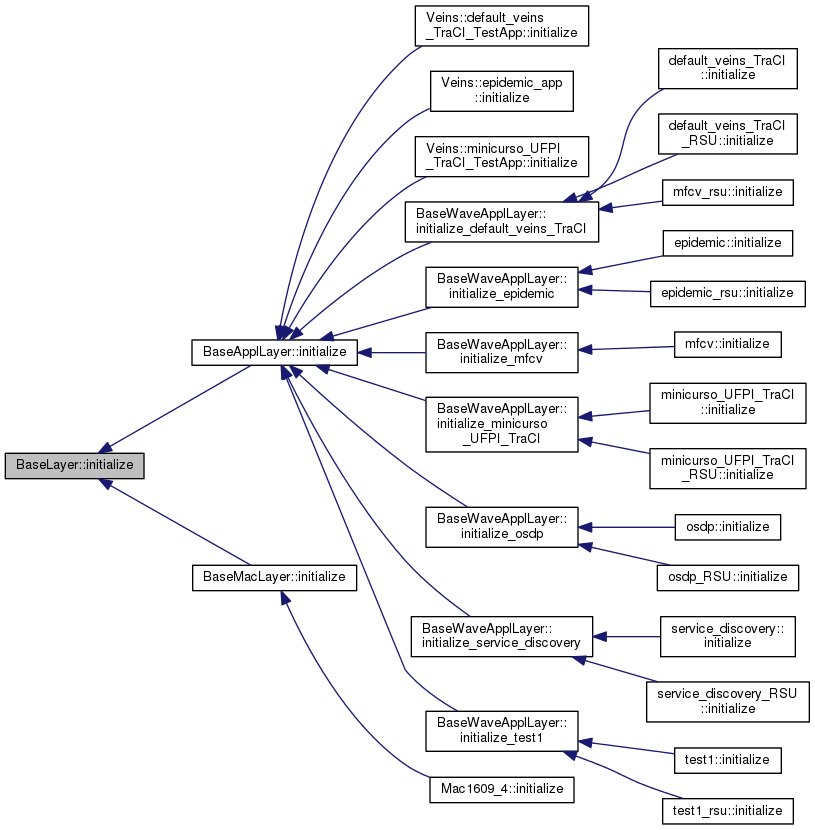 Veins::default_veins
_TraCI_TestApp::initialize
Veins::epidemic_app
::initialize
Veins::minicurso_UFPI
_TraCI_TestApp::initialize
BaseWaveApplLayer::
initialize_default_veins_TraCI
BaseWaveApplLayer::
initialize_epidemic
BaseApplLayer::initialize
BaseWaveApplLayer::
initialize_mfcv
BaseWaveApplLayer::
initialize_minicurso
_UFPI_TraCI
BaseLayer::initialize
BaseWaveApplLayer::
initialize_osdp
BaseMacLayer::initialize
BaseWaveApplLayer::
initialize_service_discovery
BaseWaveApplLayer::
initialize_test1
Mac1609_4::initialize
default_veins_TraCI
::initialize
default_veins_TraCI
_RSU::initialize
mfcv_rsu::initialize
epidemic::initialize
epidemic_rsu::initialize
mfcv::initialize
minicurso_UFPI_TraCI
::initialize
minicurso_UFPI_TraCI
_RSU::initialize
osdp::initialize
osdp_RSU::initialize
service_discovery::
initialize
service_discovery_RSU
::initialize
test1::initialize
test1_rsu::initialize